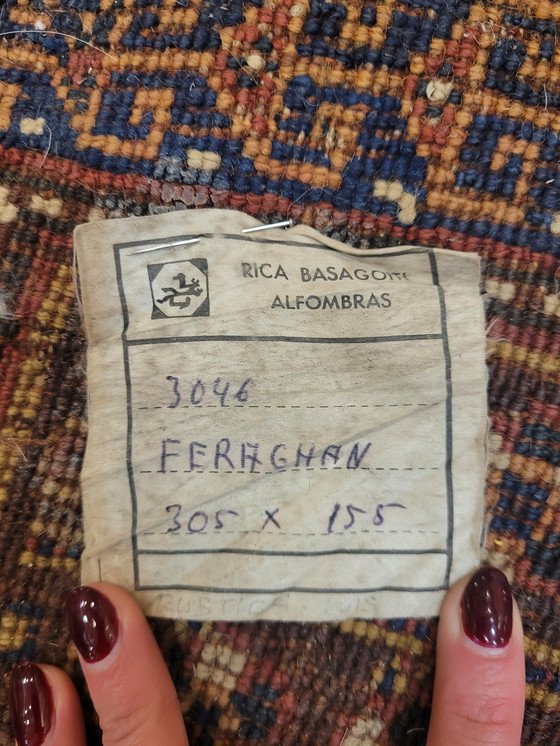 RICA BASAGOITI
ALFOMBRAS
3046
FERAGHAN
305 x 155